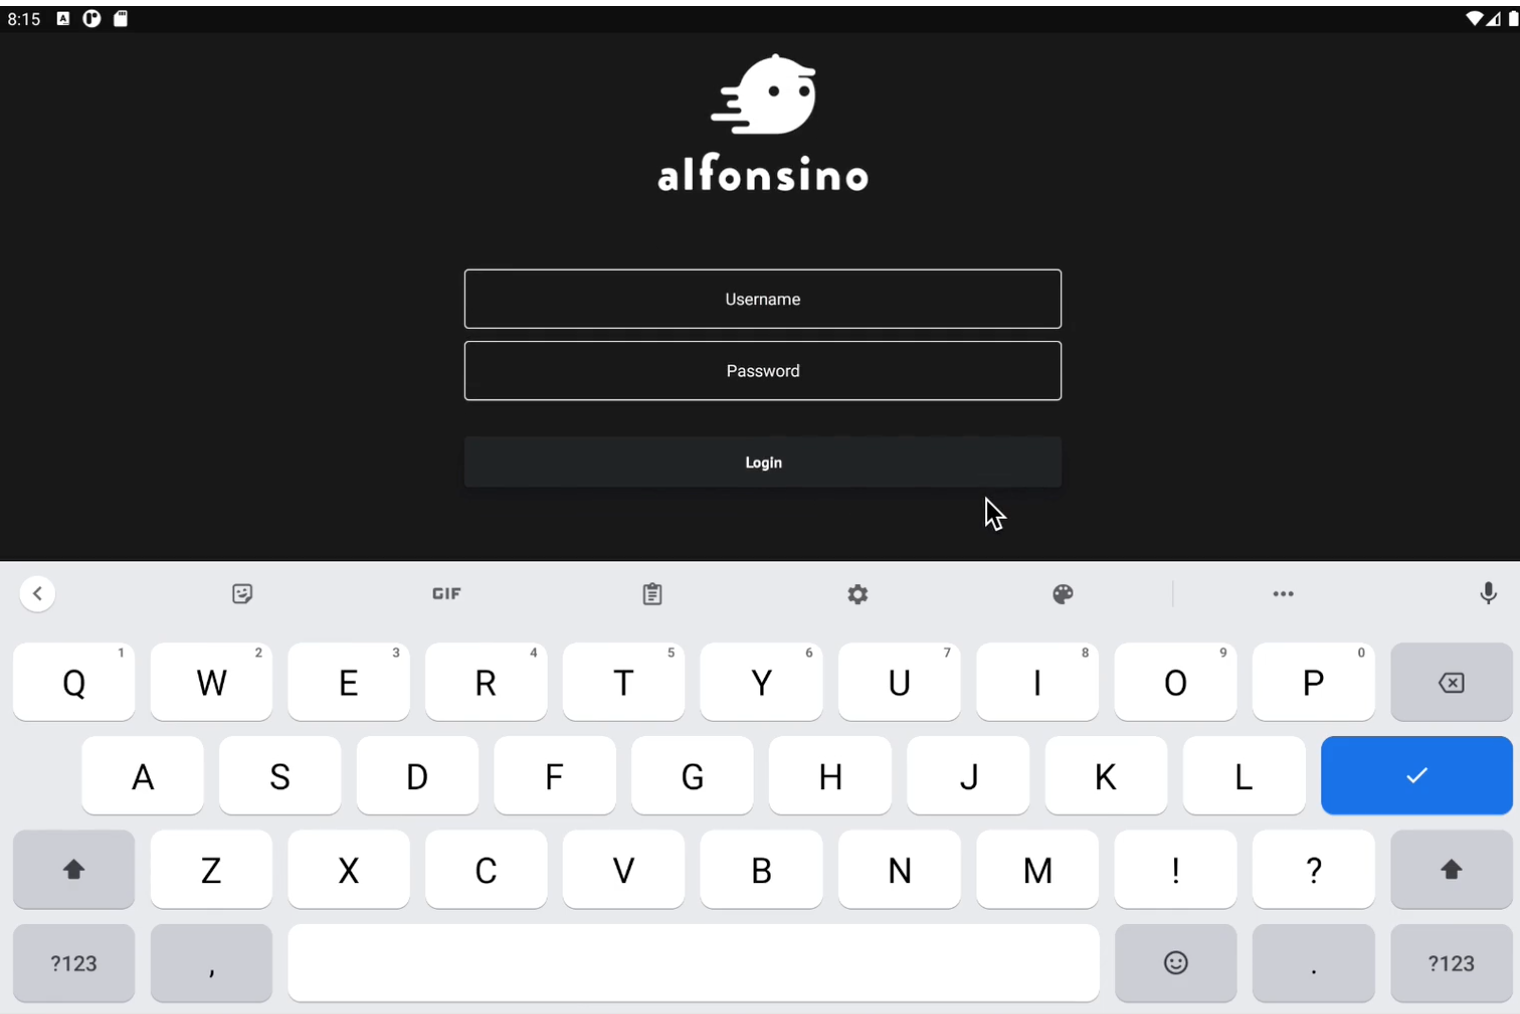 8:15
alfonsino
Username
Password
Login
GIF
Q 1 W 2 E 3 R 4 T 5 Y 6 U 7 I 8 O 9 P 0
A S D F G H J K L
Z X C V B N M ! ?
?123 , . ?123